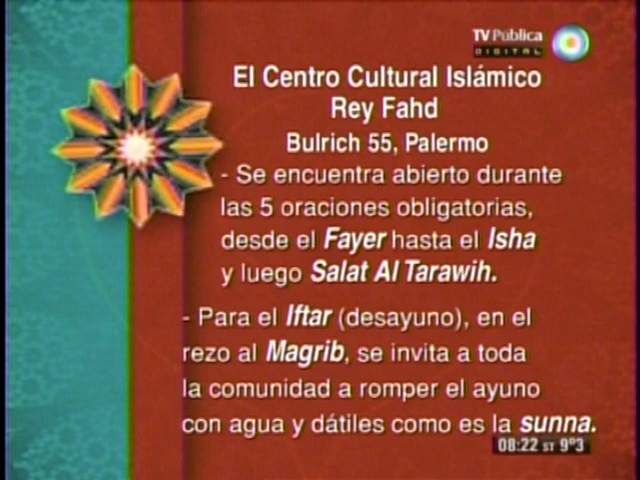 TV Pública
DIGITAL
El Centro Cultural Islámico
Rey Fahd
Bulrich 55, Palermo
- Se encuentra abierto durante
las 5 oraciones obligatorias,
desde el Fayer hasta el Isha
y luego Salat Al Tarawih.
- Para el Iftar (desayuno), en el
rezo al Magrib, se invita a toda
la comunidad a romper el ayuno
con agua y dátiles como es la sunna.
08:22 ST 9º3